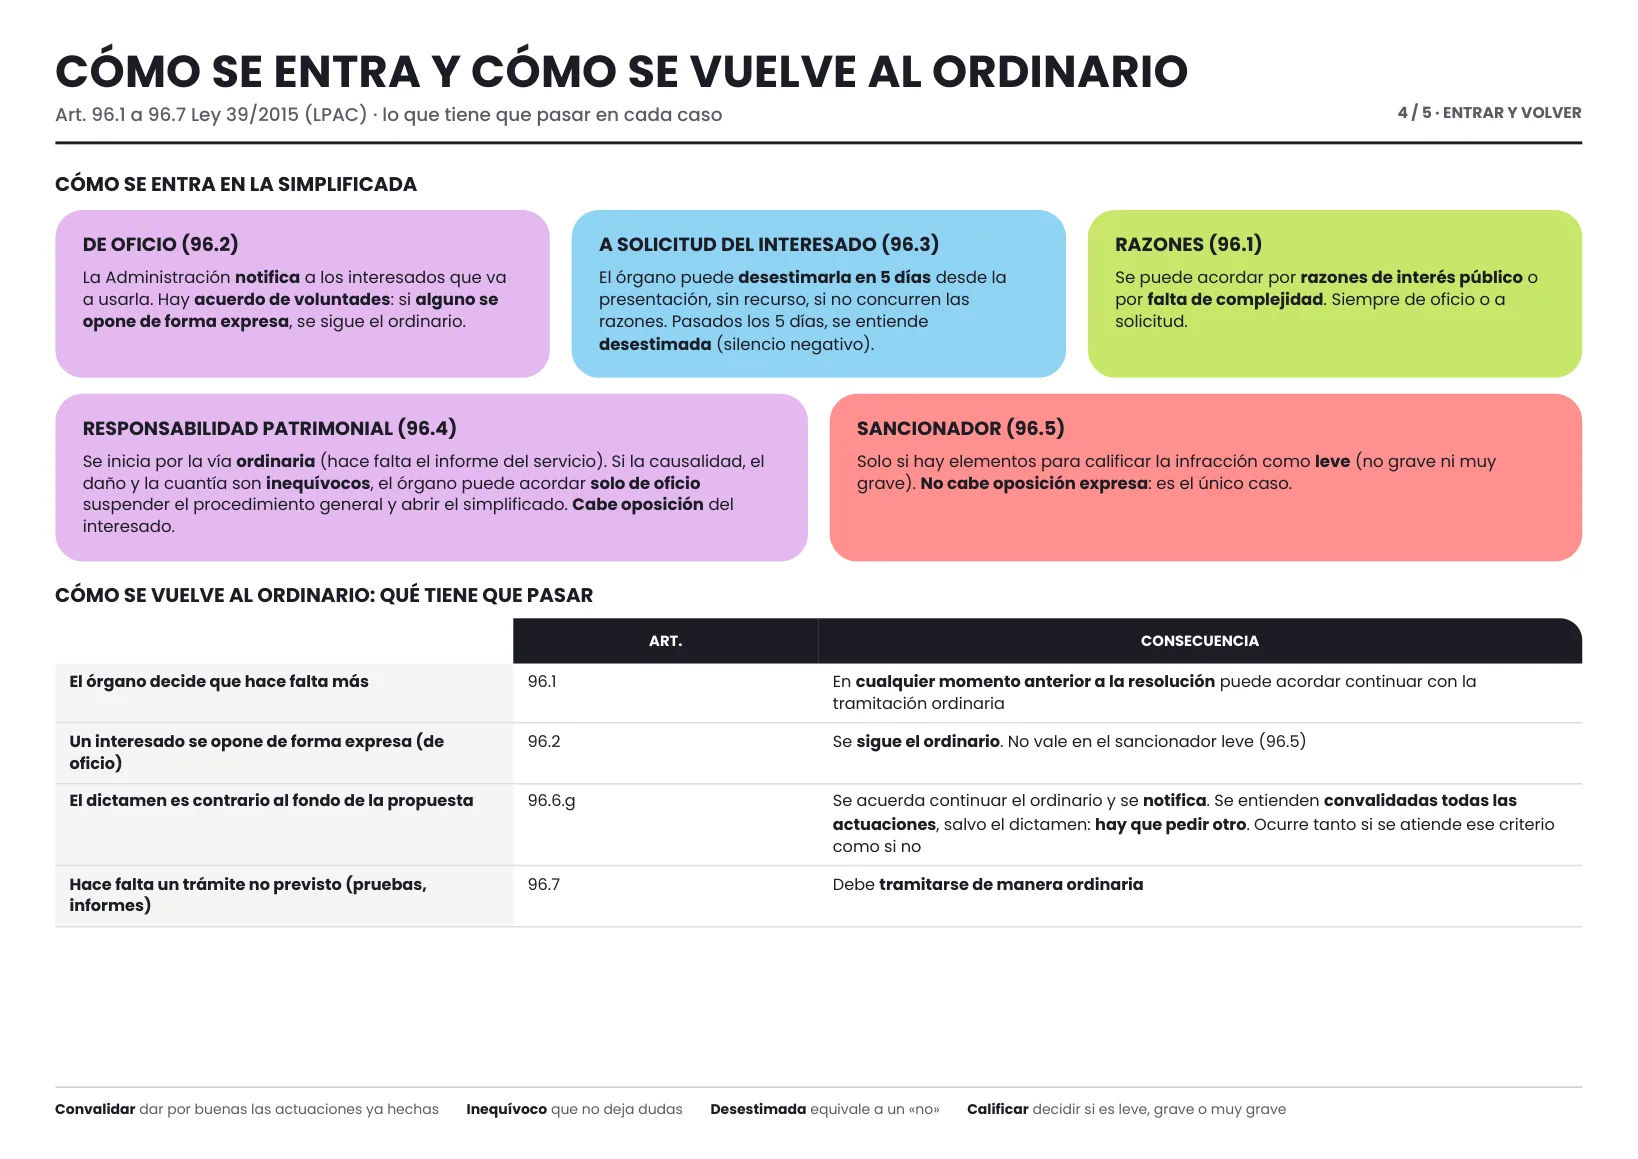 CÓMO SE ENTRA Y CÓMO SE VUELVE AL ORDINARIO
Art. 96.1 a 96.7 Ley 39/2015 (LPAC) · lo que tiene que pasar en cada caso
4 / 5 · ENTRAR Y VOLVER
CÓMO SE ENTRA EN LA SIMPLIFICADA
DE OFICIO (96.2)
La Administración notifica a los interesados que va
a usarla. Hay acuerdo de voluntades: si alguno se
opone de forma expresa, se sigue el ordinario.
A SOLICITUD DEL INTERESADO (96.3)
El órgano puede desestimarla en 5 días desde la
presentación, sin recurso, si no concurren las
razones. Pasados los 5 días, se entiende
desestimada (silencio negativo).
RAZONES (96.1)
Se puede acordar por razones de interés público o
por falta de complejidad. Siempre de oficio o a
solicitud.
RESPONSABILIDAD PATRIMONIAL (96.4)
Se inicia por la vía ordinaria (hace falta el informe del servicio). Si la causalidad, el
daño y la cuantía son inequívocos, el órgano puede acordar solo de oficio
suspender el procedimiento general y abrir el simplificado. Cabe oposición del
interesado.
SANCIONADOR (96.5)
Solo si hay elementos para calificar la infracción como leve (no grave ni muy
grave). No cabe oposición expresa: es el único caso.
CÓMO SE VUELVE AL ORDINARIO: QUÉ TIENE QUE PASAR
ART.
CONSECUENCIA
El órgano decide que hace falta más
96.1
En cualquier momento anterior a la resolución puede acordar continuar con la
tramitación ordinaria
Un interesado se opone de forma expresa (de
oficio)
96.2
Se sigue el ordinario. No vale en el sancionador leve (96.5)
El dictamen es contrario al fondo de la propuesta
96.6.g
Se acuerda continuar el ordinario y se notifica. Se entienden convalidadas todas las
actuaciones, salvo el dictamen: hay que pedir otro. Ocurre tanto si se atiende ese criterio
como si no
Hace falta un trámite no previsto (pruebas,
informes)
96.7
Debe tramitarse de manera ordinaria
Convalidar dar por buenas las actuaciones ya hechas
Inequívoco que no deja dudas
Desestimada equivale a un «no»
Calificar decidir si es leve, grave o muy grave